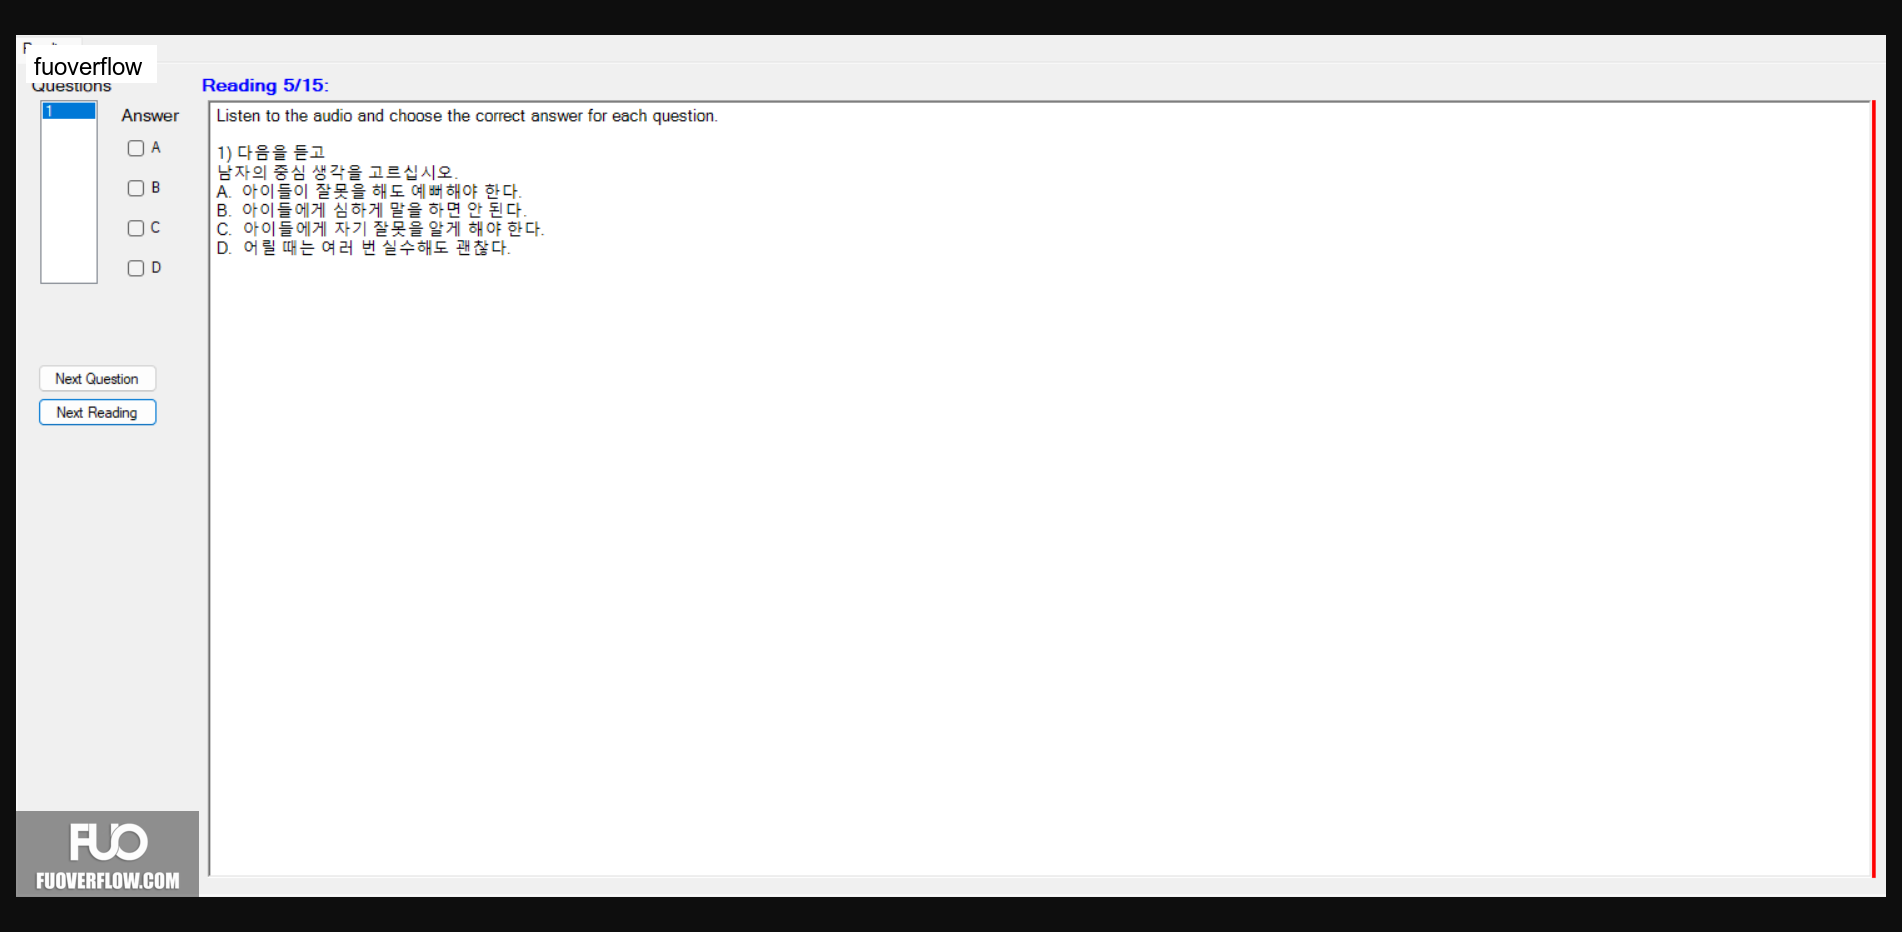 fuoverflow
Questions
Reading 5/15:
1
Answer
A
B
C
D
Listen to the audio and choose the correct answer for each question.
1) 다음을 듣고
남자의 중심 생각을 고르십시오.
A. 아이들이 잘못을 해도 예뻐해야 한다.
B. 아이들에게 심하게 말을 하면 안 된다.
C. 아이들에게 자기 잘못을 알게 해야 한다.
D. 어릴 때는 여러 번 실수해도 괜찮다.
Next Question
Next Reading
FUO
FUOVERFLOW.COM